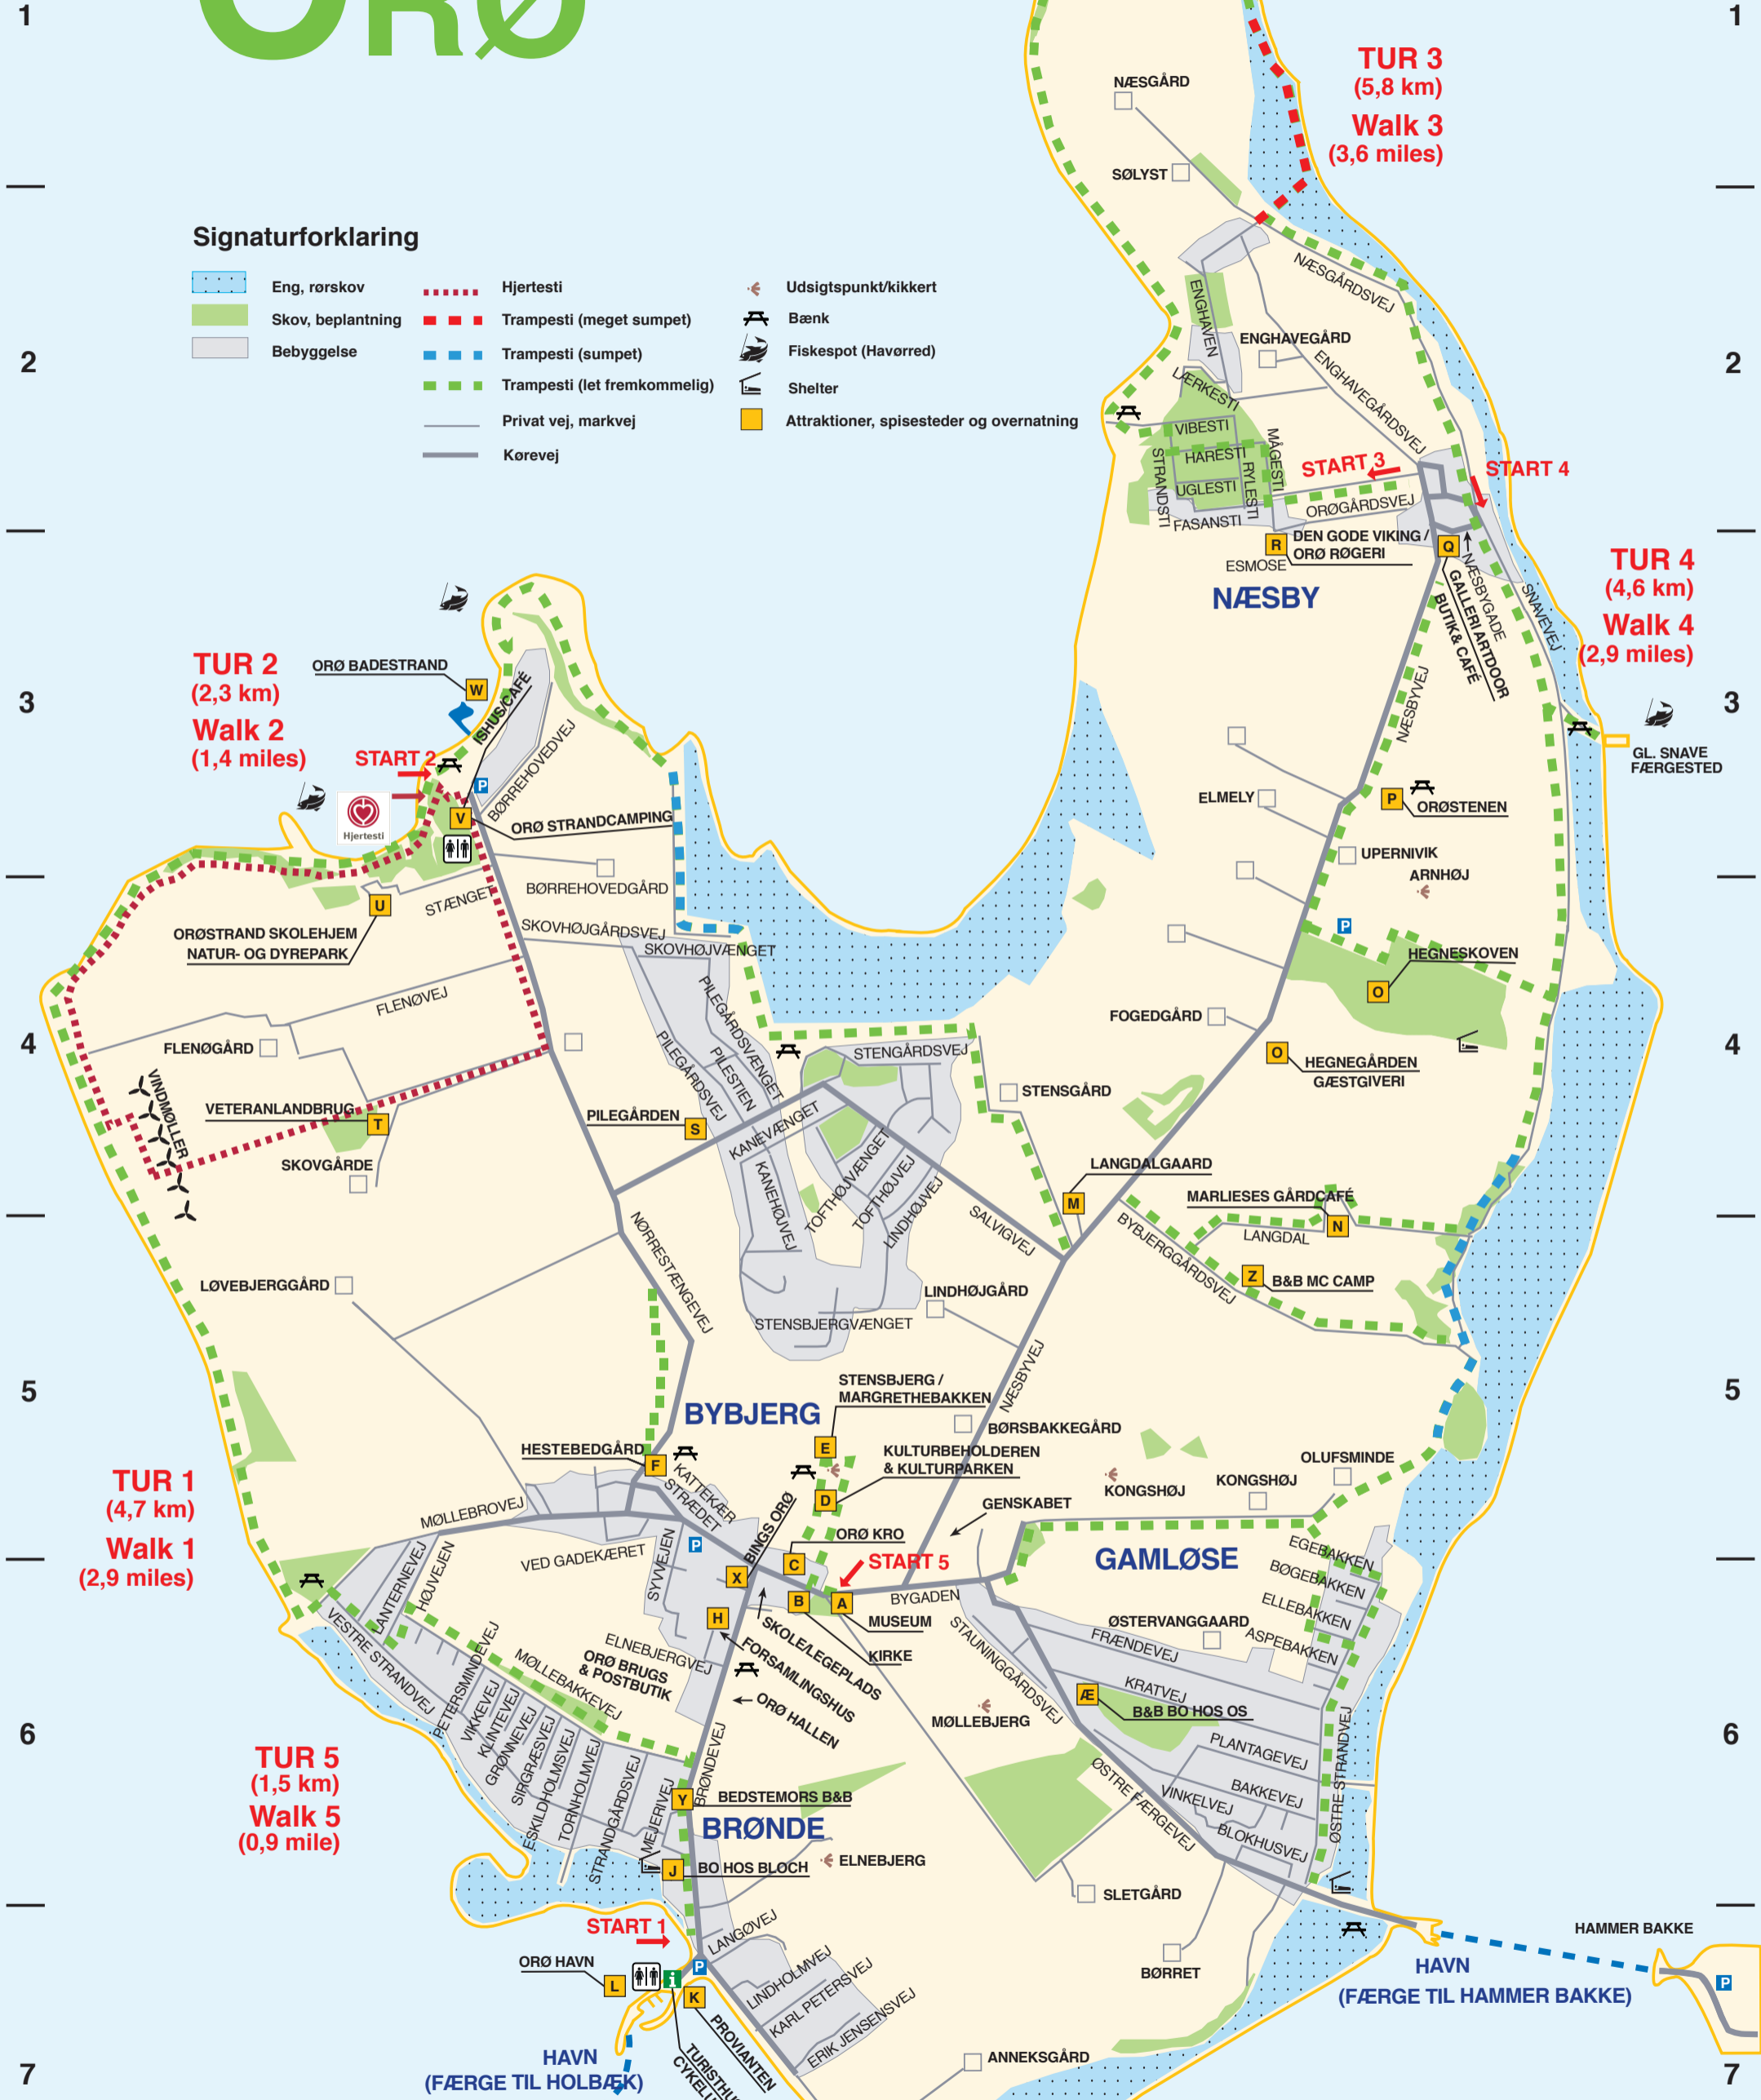 ORØ
1
1
TUR 3
(5,8 km)
Walk 3
(3,6 miles)
NÆSGÅRD
SØLYST
Signaturforklaring
Eng, rørskov
Skov, beplantning
Bebyggelse
Hjertesti
Trampesti (meget sumpet)
Trampesti (sumpet)
Trampesti (let fremkommelig)
Privat vej, markvej
Kørevej
Udsigtspunkt/kikkert
Bænk
Fiskespot (Havørred)
Shelter
Attraktioner, spisesteder og overnatning
2
2
NÆSGÅRDSVEJ
ENGHAVEN
ENGHAVEGÅRD
ENGHAVEGÅRDSVEJ
LÆRKESTI
VIBESTI
HARESTI
UGLESTI
FASANSTI
STRANDSTI
RYLESTI
MÅGESTI
START 3
START 4
ORØGÅRDSVEJ
R
DEN GODE VIKING /
ORØ RØGERI
ESMOSE
NÆSBY
Q
NÆSBYGADE
GALLERI ARTDOOR
BUTIK & CAFÉ
SNAVEVEJ
TUR 4
(4,6 km)
Walk 4
(2,9 miles)
3
3
TUR 2
(2,3 km)
Walk 2
(1,4 miles)
ORØ BADESTRAND
W
ISHUS/CAFÉ
START 2
P
BØRREHOVEDVEJ
Hjertesti
V
ORØ STRANDCAMPING
NÆSBYVEJ
GL. SNAVE
FÆRGESTED
ELMELY
P
ORØSTENEN
UPERNIVIK
ARNHØJ
BØRREHOVEDGÅRD
STÆNGET
U
ORØSTRAND SKOLEHJEM
NATUR- OG DYREPARK
SKOVHØJGÅRDSVEJ
SKOVHØJVÆNGET
P
HEGNESKOVEN
O
FLENØVEJ
PILEGÅRDSVÆNGET
PILEGÅRDSVEJ
PILESTIEN
FOGEDGÅRD
4
4
FLENØGÅRD
STENGÅRDSVEJ
O
HEGNEGÅRDEN
GÆSTGIVERI
VINDMØLLER
VETERANLANDBRUG
T
STENSGÅRD
PILEGÅRDEN
S
KANEVÆNGET
SKOVGÅRDE
KANEHØJVEJ
TOFTHØJVÆNGET
TOFTHØJVEJ
LINDHØJVEJ
LANGDALGAARD
M
MARLIESES GÅRDCAFÉ
N
LANGDAL
BYBJERGGÅRDSVEJ
SALVIGVEJ
NØRRESTÆNGEVEJ
Z
B&B MC CAMP
LØVEBJERGGÅRD
LINDHØJGÅRD
STENSBJERGVÆNGET
NÆSBYVEJ
5
5
STENSBJERG /
MARGRETHEBAKKEN
BYBJERG
E
BØRSBAKKEGÅRD
HESTEBEDGÅRD
F
KULTURBEHOLDEREN
& KULTURPARKEN
D
KATTEKÆR
STRÆDET
KONGSHØJ
KONGSHØJ
OLUFSMINDE
GENSKABET
TUR 1
(4,7 km)
Walk 1
(2,9 miles)
MØLLEBROVEJ
VED GADEKÆRET
P
BINGS ORØ
ORØ KRO
C
X
START 5
GAMLØSE
EGEBAKKEN
BØGEBAKKEN
ELLEBAKKEN
ASPEBAKKEN
B
A
BYGADEN
MUSEUM
KIRKE
SYVVEJEN
H
SKOLE/LEGEPLADS
FORSAMLINGSHUS
ORØ HALLEN
ELNEBJERGVEJ
ORØ BRUGS
& POSTBUTIK
LANTERNEVEJ
HØJVEJEN
VESTRE STRANDVEJ
MØLLEBAKKEVEJ
PETERSMINDEVEJ
VIKKEVEJ
KLINTEVEJ
GRØNNEVEJ
SIRGRÆSVEJ
ESKILDHOLMSVEJ
TORNHOLMVEJ
STRANDGÅRDSVEJ
MEJERIVEJ
BRØNDEVEJ
STAUNINGGÅRDSVEJ
ØSTERVANGGAARD
FRÆNDEVEJ
KRATVEJ
Æ
B&B BO HOS OS
MØLLEBJERG
PLANTAGEVEJ
BAKKEVEJ
VINKELVEJ
BLOKHUSVEJ
ØSTRE FÆRGEVEJ
ØSTRE STRANDVEJ
6
6
TUR 5
(1,5 km)
Walk 5
(0,9 mile)
Y
BEDSTEMORS B&B
BRØNDE
J
BO HOS BLOCH
ELNEBJERG
SLETGÅRD
START 1
LANGØVEJ
ORØ HAVN
L
i
P
K
LINDHOLMVEJ
KARL PETERSVEJ
ERIK JENSENSVEJ
PROVIANTEN
BØRRET
HAMMER BAKKE
HAVN
(FÆRGE TIL HAMMER BAKKE)
P
HAVN
(FÆRGE TIL HOLBÆK)
ANNEKSGÅRD
7
7